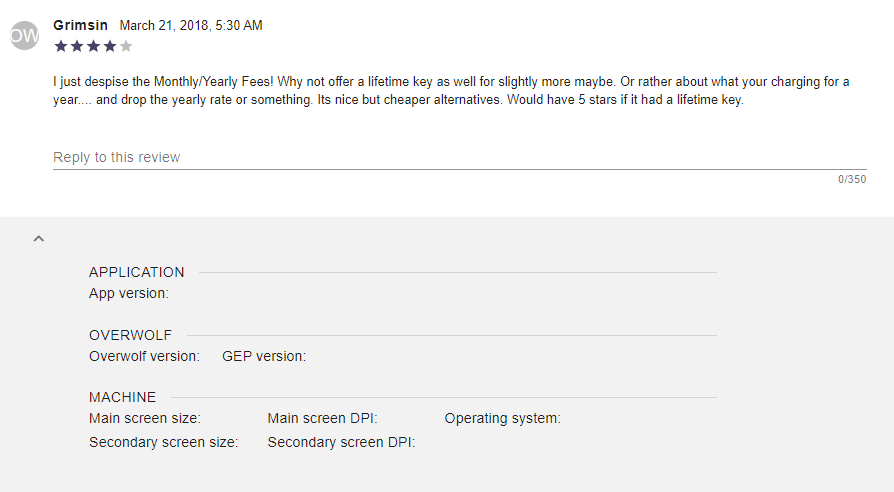 OW
Grimsin March 21, 2018, 5:30 AM
I just despise the Monthly/Yearly Fees! Why not offer a lifetime key as well for slightly more maybe. Or rather about what your charging for a
year.... and drop the yearly rate or something. Its nice but cheaper alternatives. Would have 5 stars if it had a lifetime key.
Reply to this review
0/350
APPLICATION
App version:
OVERWOLF
Overwolf version: GEP version:
MACHINE
Main screen size: Main screen DPI: Operating system:
Secondary screen size: Secondary screen DPI: